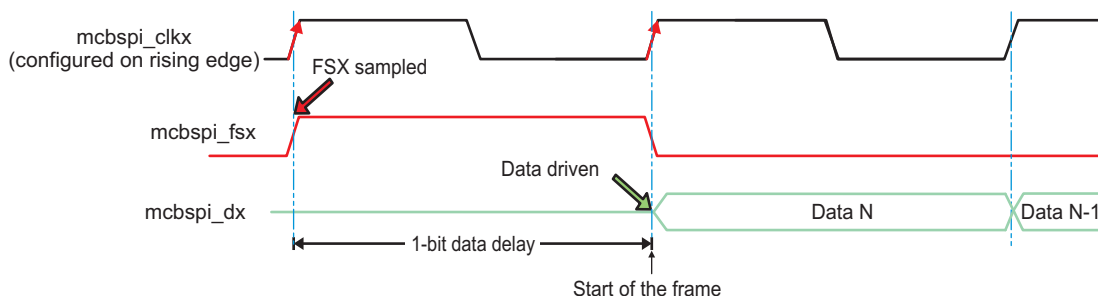 mcbspi_clkx
(configured on rising edge)
FSX sampled
mcbspi_fsx
Data driven
mcbspi_dx
Data N
Data N-1
1-bit data delay
Start of the frame